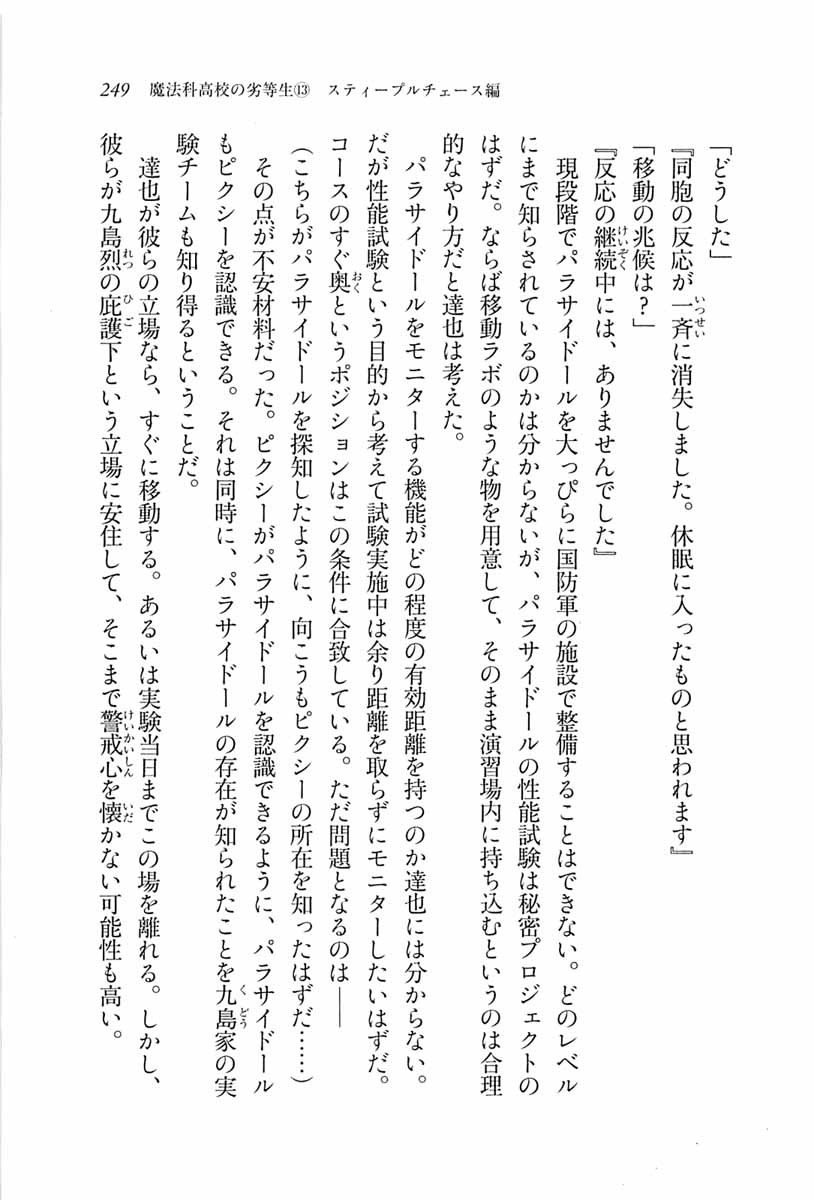 249　魔法科高校の劣等生⑬　スティープルチェース編
「どうした」
『同胞の反応が一斉に消失しました。休眠に入ったものと思われます』
「移動の兆候は？」
『反応の継続中には、ありませんでした』
　現段階でパラサイドールを大っぴらに国防軍の施設で整備することはできない。どのレベル
にまで知らされているのかは分からないが、パラサイドールの性能試験は秘密プロジェクトの
はずだ。ならば移動ラボのような物を用意して、そのまま演習場内に持ち込むというのは合理
的なやり方だと達也は考えた。
　パラサイドールをモニターする機能がどの程度の有効距離を持つのか達也には分からない。
だが性能試験という目的から考えて試験実施中は余り距離を取らずにモニターしたいはずだ。
コースのすぐ奥というポジションはこの条件に合致している。ただ問題となるのは――
（こちらがパラサイドールを探知したように、向こうもピクシーの所在を知ったはずだ……）
　その点が不安材料だった。ピクシーがパラサイドールを認識できるように、パラサイドール
もピクシーを認識できる。それは同時に、パラサイドールの存在が知られたことを九島家の実
験チームも知り得るということだ。
　達也が彼らの立場なら、すぐに移動する。あるいは実験当日までこの場を離れる。しかし、
彼らが九島烈の庇護下という立場に安住して、そこまで警戒心を懐かない可能性も高い。